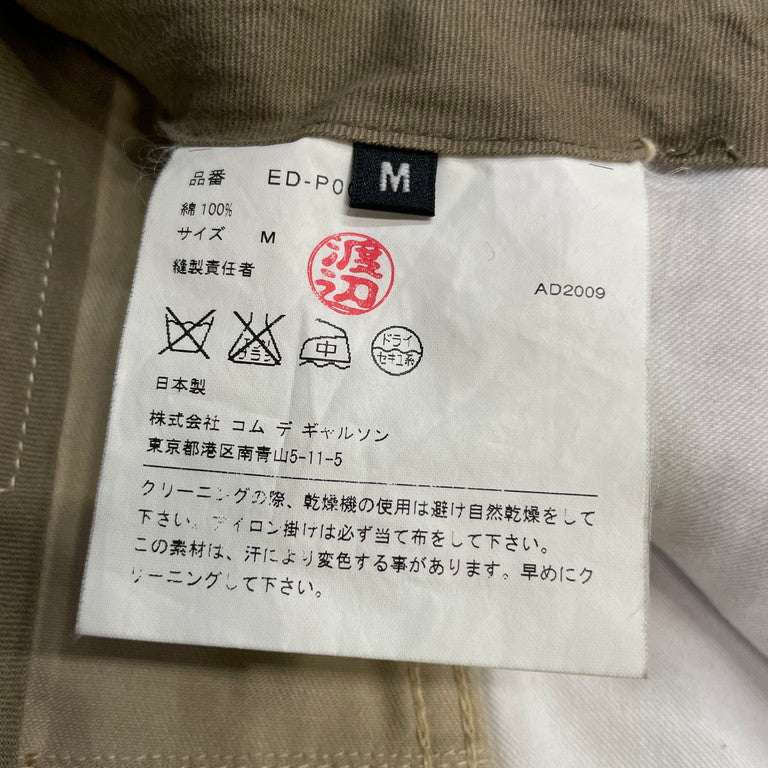 品番 ED-P0
M
綿 100%
サイズ M
縫製責任者 渡辺
AD2009
エンソ
ブラシ
中
ドライ
セキユ系
日本製
株式会社 コム デ ギャルソン
東京都港区南青山5-11-5
クリーニングの際、乾燥機の使用は避け自然乾燥をして
下さい。アイロン掛けは必ず当て布をして下さい。
この素材は、汗により変色する事があります。早めにク
リーニングして下さい。